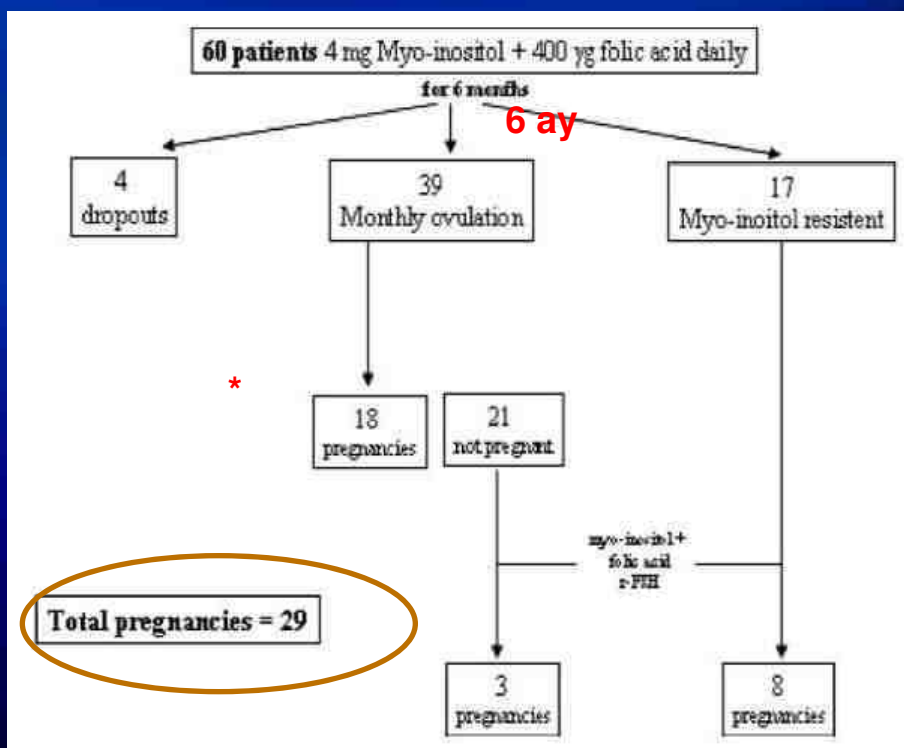 60 patients 4 mg Myo-inositol + 400 γg folic acid daily
for 6 months
6 ay
4
dropouts
39
Monthly ovulation
17
Myo-inoitol resistent
*
18
pregnancies
21
not pregnant
myo-inositol+
folic acid
r-FSH
Total pregnancies = 29
3
pregnancies
8
pregnancies